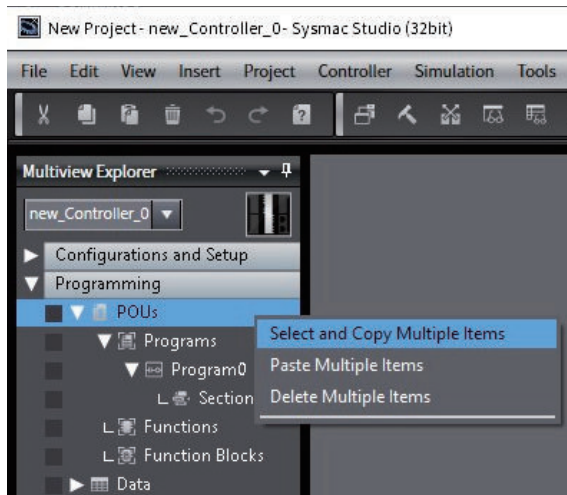 New Project - new_Controller_0 - Sysmac Studio (32bit)
File Edit View Insert Project Controller Simulation Tools
Multiview Explorer
new_Controller_0
Configurations and Setup
Programming
POUs
Programs
Program0
Section
Functions
Function Blocks
Data
Select and Copy Multiple Items
Paste Multiple Items
Delete Multiple Items